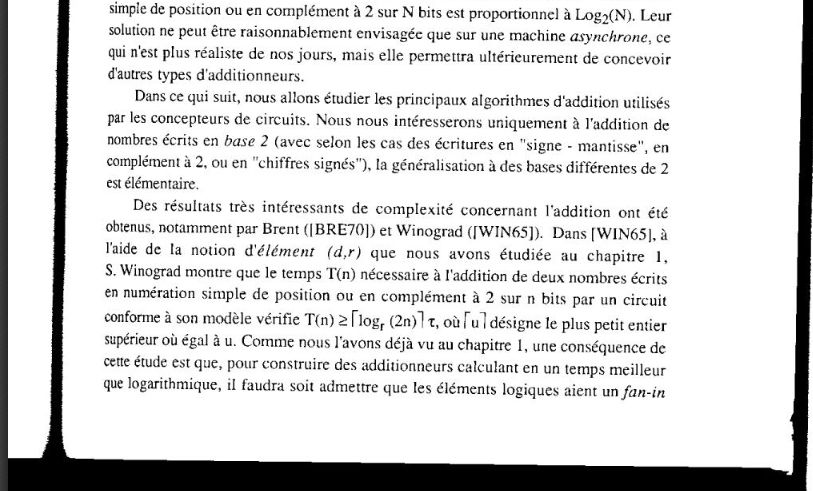 simple de position ou en complément à 2 sur N bits est proportionnel à Log₂(N). Leur
solution ne peut être raisonnablement envisagée que sur une machine asynchrone, ce
qui n'est plus réaliste de nos jours, mais elle permettra ultérieurement de concevoir
d'autres types d'additionneurs.
Dans ce qui suit, nous allons étudier les principaux algorithmes d'addition utilisés
par les concepteurs de circuits. Nous nous intéresserons uniquement à l'addition de
nombres écrits en base 2 (avec selon les cas des écritures en "signe - mantisse", en
complément à 2, ou en "chiffres signés"), la généralisation à des bases différentes de 2
est élémentaire.
Des résultats très intéressants de complexité concernant l'addition ont été
obtenus, notamment par Brent ([BRE70]) et Winograd ([WIN65]). Dans [WIN65], à
l'aide de la notion d'élément (d,r) que nous avons étudiée au chapitre 1,
S. Winograd montre que le temps T(n) nécessaire à l'addition de deux nombres écrits
en numération simple de position ou en complément à 2 sur n bits par un circuit
conforme à son modèle vérifie T(n) ≥ ⌈logᵣ (2n)⌉ τ, où ⌈u⌉ désigne le plus petit entier
supérieur où égal à u. Comme nous l'avons déjà vu au chapitre 1, une conséquence de
cette étude est que, pour construire des additionneurs calculant en un temps meilleur
que logarithmique, il faudra soit admettre que les éléments logiques aient un fan-in